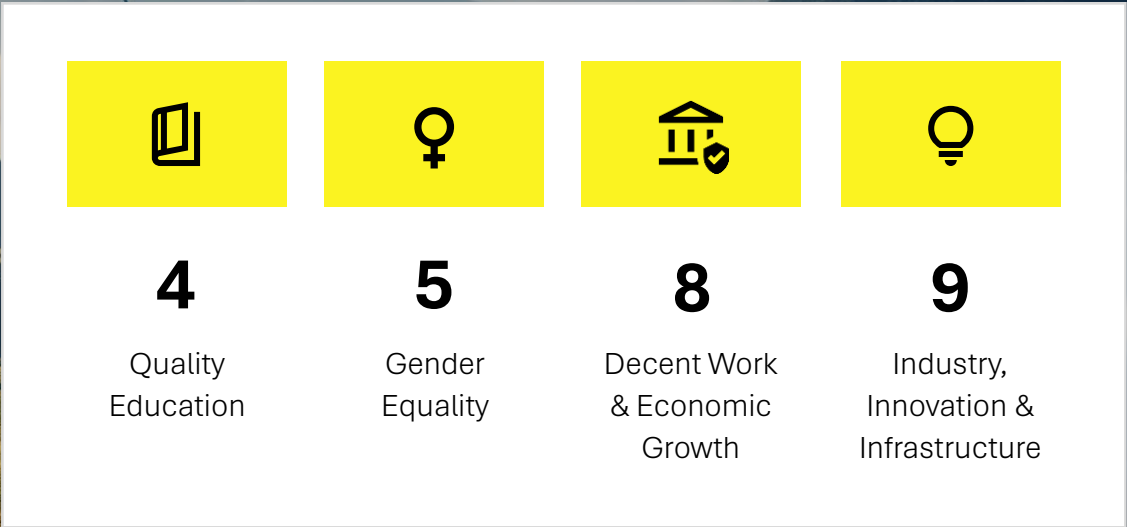 4
Quality
Education
5
Gender
Equality
8
Decent Work
& Economic
Growth
9
Industry,
Innovation &
Infrastructure